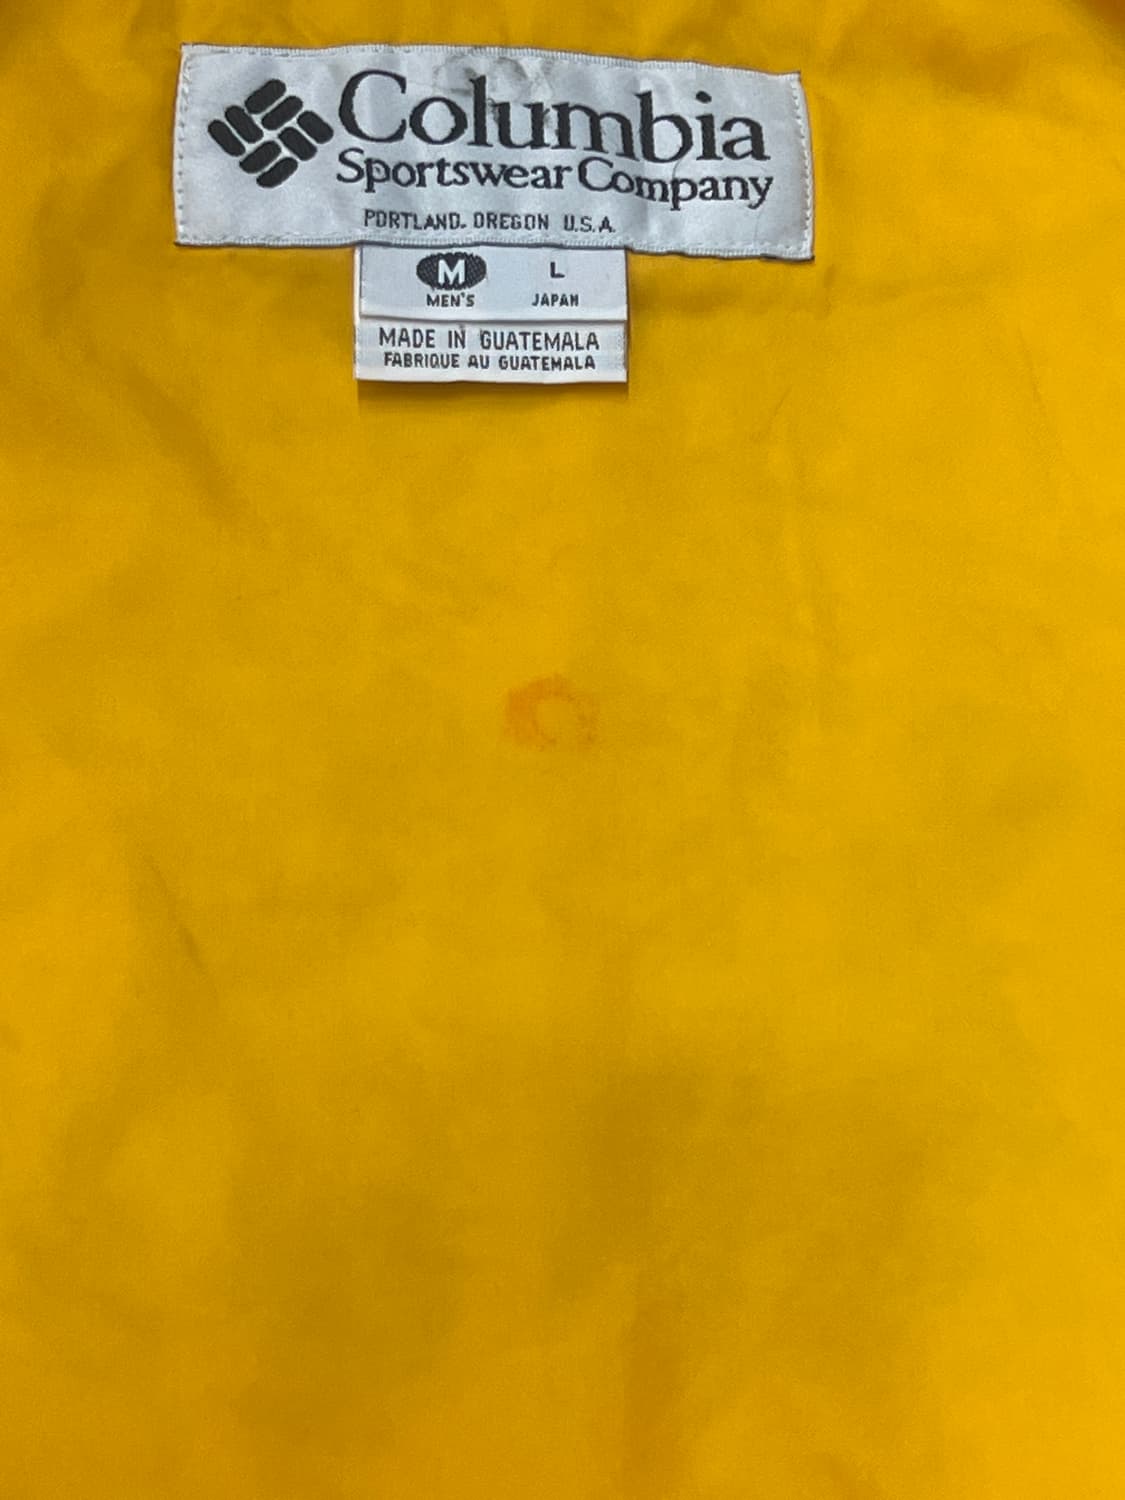 Columbia
Sportswear Company
PORTLAND. OREGON U.S.A.
M L
MEN'S JAPAN
MADE IN GUATEMALA
FABRIQUE AU GUATEMALA